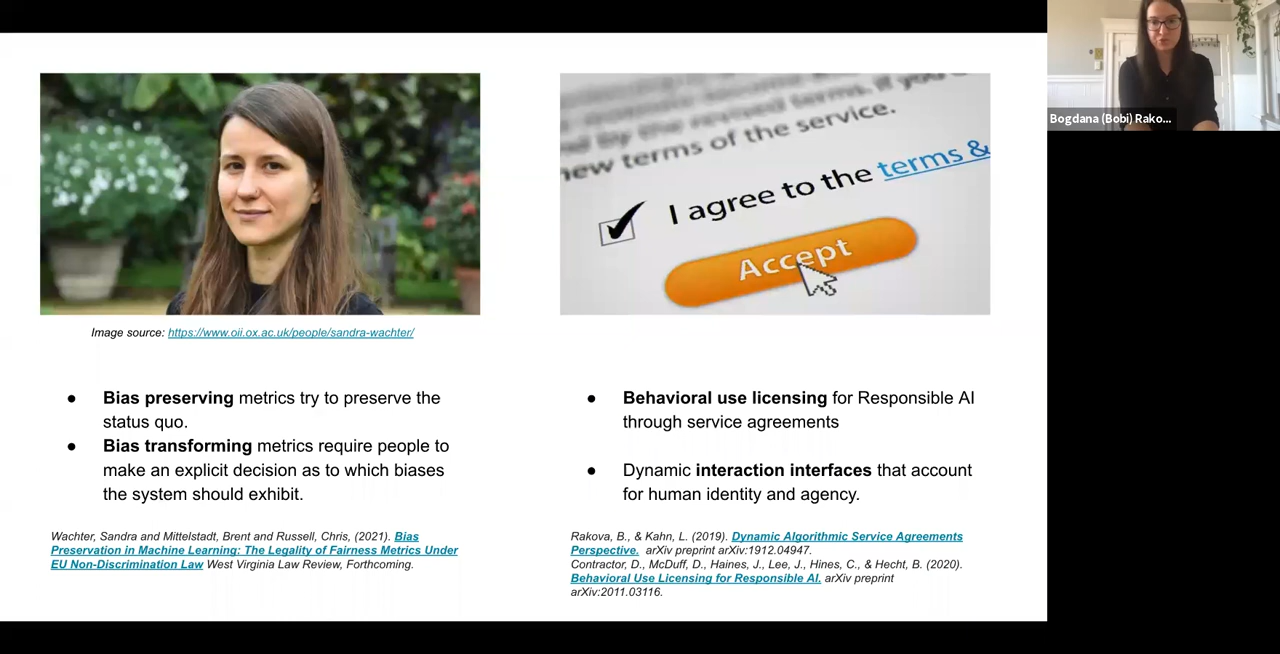 new terms of the service.
I agree to the terms &
Accept
Bogdana (Bobi) Rako...
Image source: https://www.oii.ox.ac.uk/people/sandra-wachter/
● Bias preserving metrics try to preserve the
status quo.
● Bias transforming metrics require people to
make an explicit decision as to which biases
the system should exhibit.
Wachter, Sandra and Mittelstadt, Brent and Russell, Chris, (2021). Bias
Preservation in Machine Learning: The Legality of Fairness Metrics Under
EU Non-Discrimination Law West Virginia Law Review, Forthcoming.
● Behavioral use licensing for Responsible AI
through service agreements
● Dynamic interaction interfaces that account
for human identity and agency.
Rakova, B., & Kahn, L. (2019). Dynamic Algorithmic Service Agreements
Perspective. arXiv preprint arXiv:1912.04947.
Contractor, D., McDuff, D., Haines, J., Lee, J., Hines, C., & Hecht, B. (2020).
Behavioral Use Licensing for Responsible AI. arXiv preprint
arXiv:2011.03116.